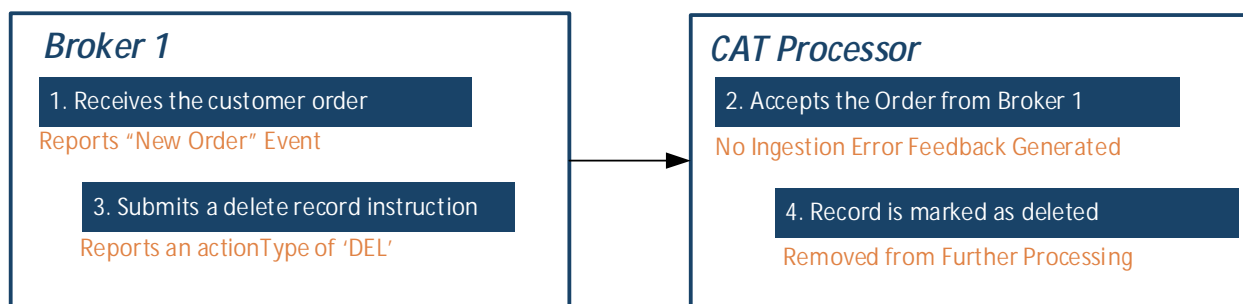 Broker 1
1. Receives the customer order
Reports “New Order” Event
3. Submits a delete record instruction
Reports an actionType of ‘DEL’
CAT Processor
2. Accepts the Order from Broker 1
No Ingestion Error Feedback Generated
4. Record is marked as deleted
Removed from Further Processing